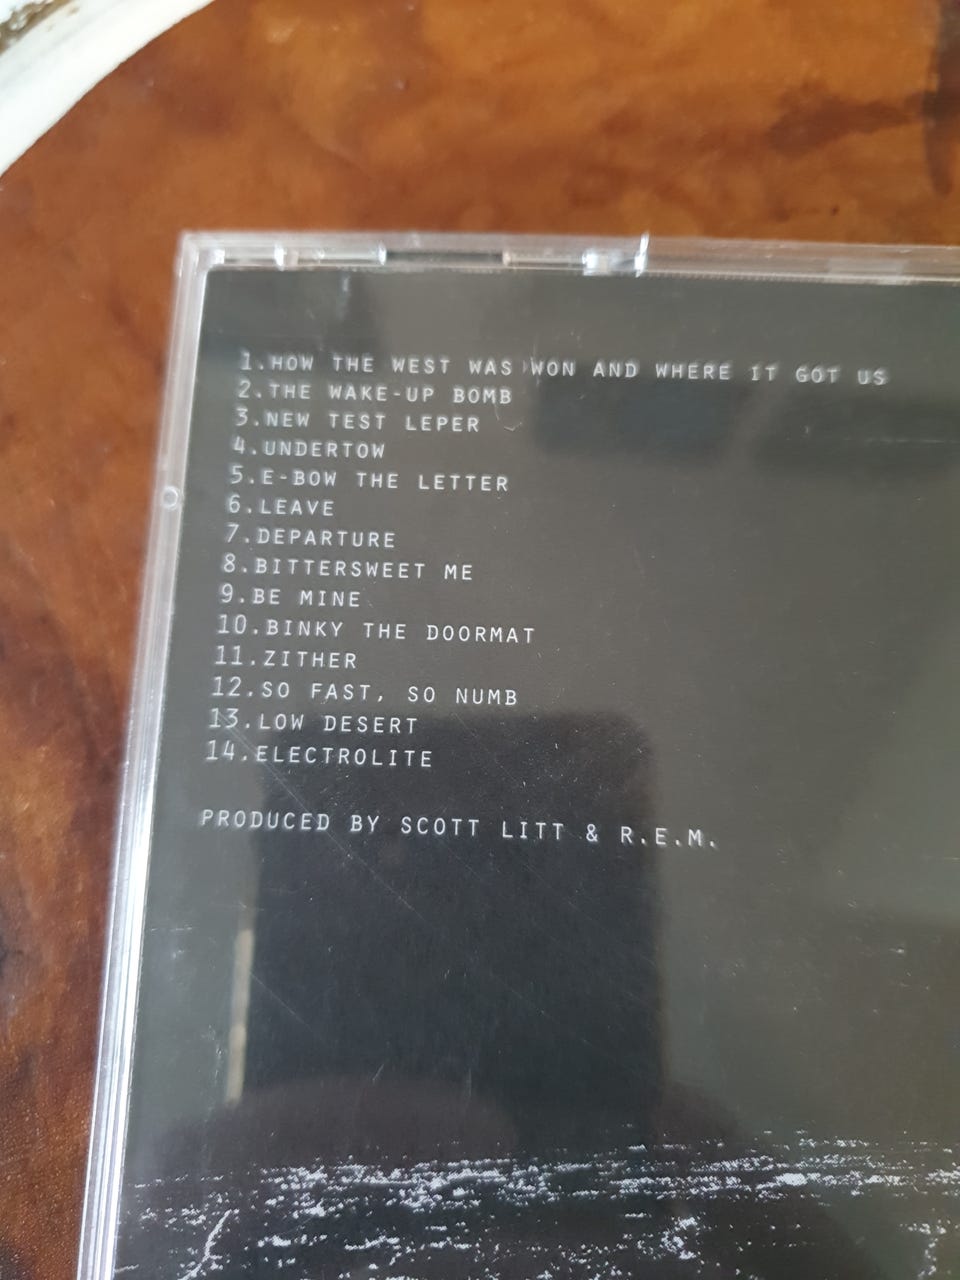 1.HOW THE WEST WAS WON AND WHERE IT GOT US
2.THE WAKE-UP BOMB
3.NEW TEST LEPER
4.UNDERTOW
5.E-BOW THE LETTER
6.LEAVE
7.DEPARTURE
8.BITTERSWEET ME
9.BE MINE
10.BINKY THE DOORMAT
11.ZITHER
12.SO FAST, SO NUMB
13.LOW DESERT
14.ELECTROLITE
PRODUCED BY SCOTT LITT & R.E.M.